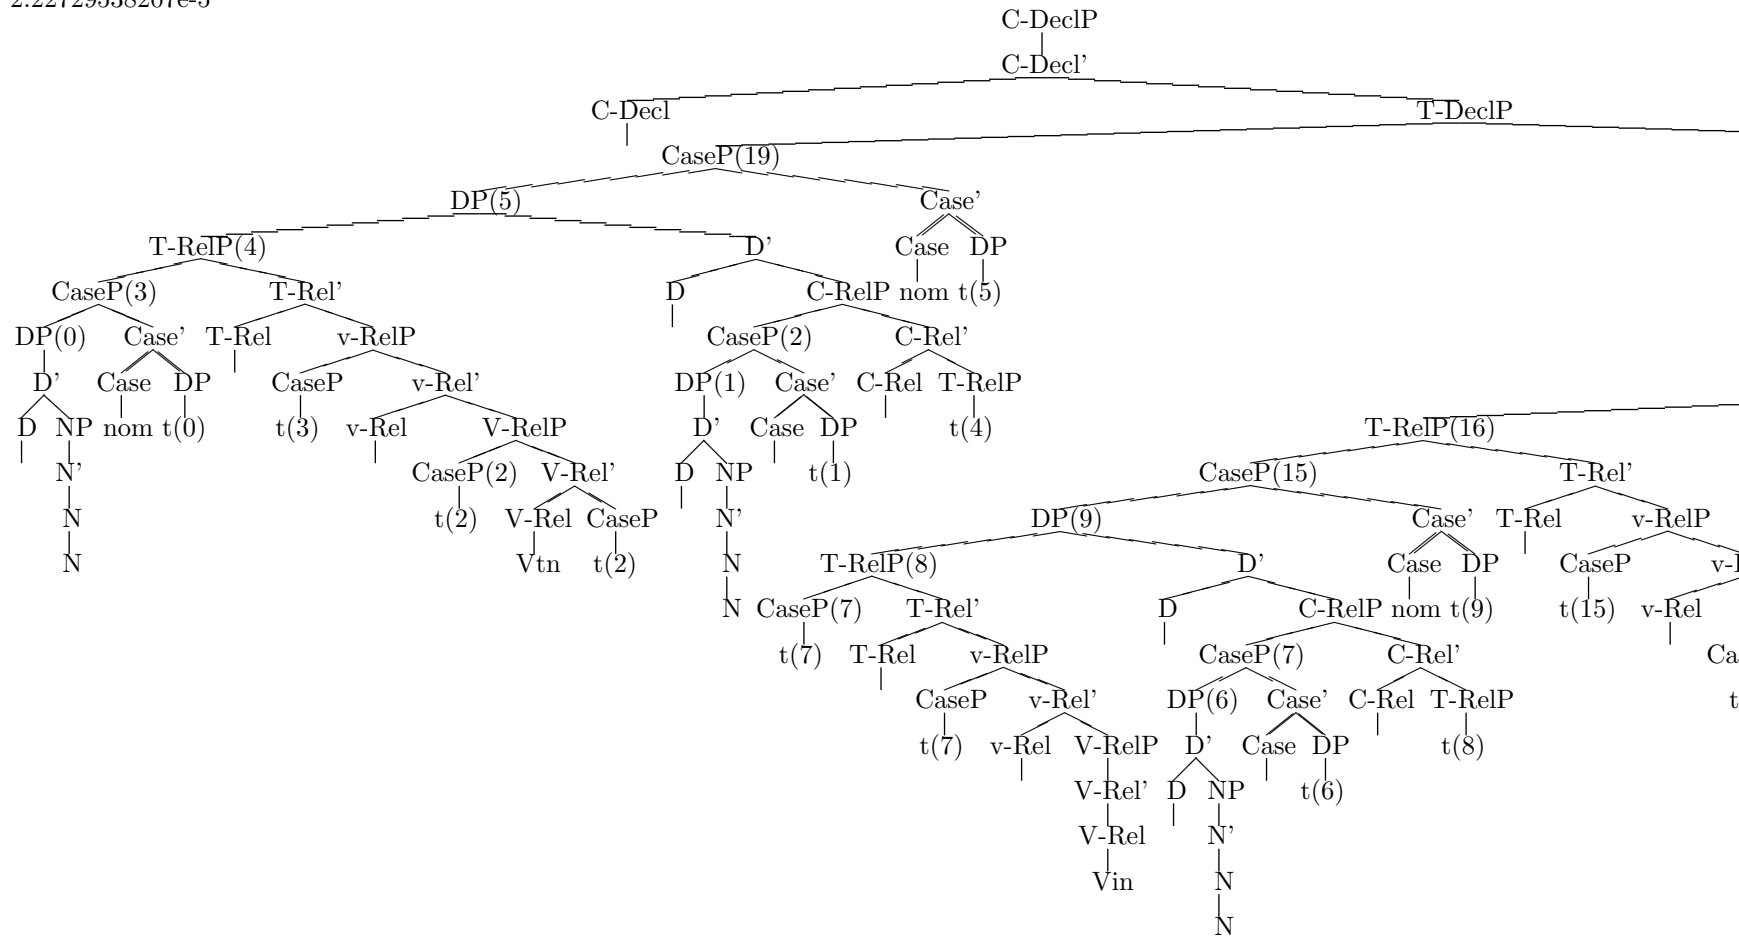 2.22729538207e-5
C-DeclP
C-Decl’
C-Decl T-DeclP
CaseP(19)
DP(5) Case’
T-RelP(4) D’ Case DP
CaseP(3) T-Rel’ D C-RelP nom t(5)
DP(0) Case’ T-Rel v-RelP CaseP(2) C-Rel’
D’ Case DP CaseP v-Rel’ DP(1) Case’ C-Rel T-RelP
D NP nom t(0) t(3) v-Rel V-RelP D’ Case DP t(4) T-RelP(16)
N’ CaseP(2) V-Rel’ D NP t(1) CaseP(15) T-Rel’
N t(2) V-Rel CaseP N’ DP(9) Case’ T-Rel v-RelP
N Vtn t(2) N T-RelP(8) D’ Case DP CaseP
N CaseP(7) T-Rel’ D C-RelP nom t(9) t(15) v-Rel
t(7) T-Rel v-RelP CaseP(7) C-Rel’
CaseP v-Rel’ DP(6) Case’ C-Rel T-RelP
t(7) v-Rel V-RelP D’ Case DP t(8)
V-Rel’ D NP t(6)
V-Rel N’
Vin N
N